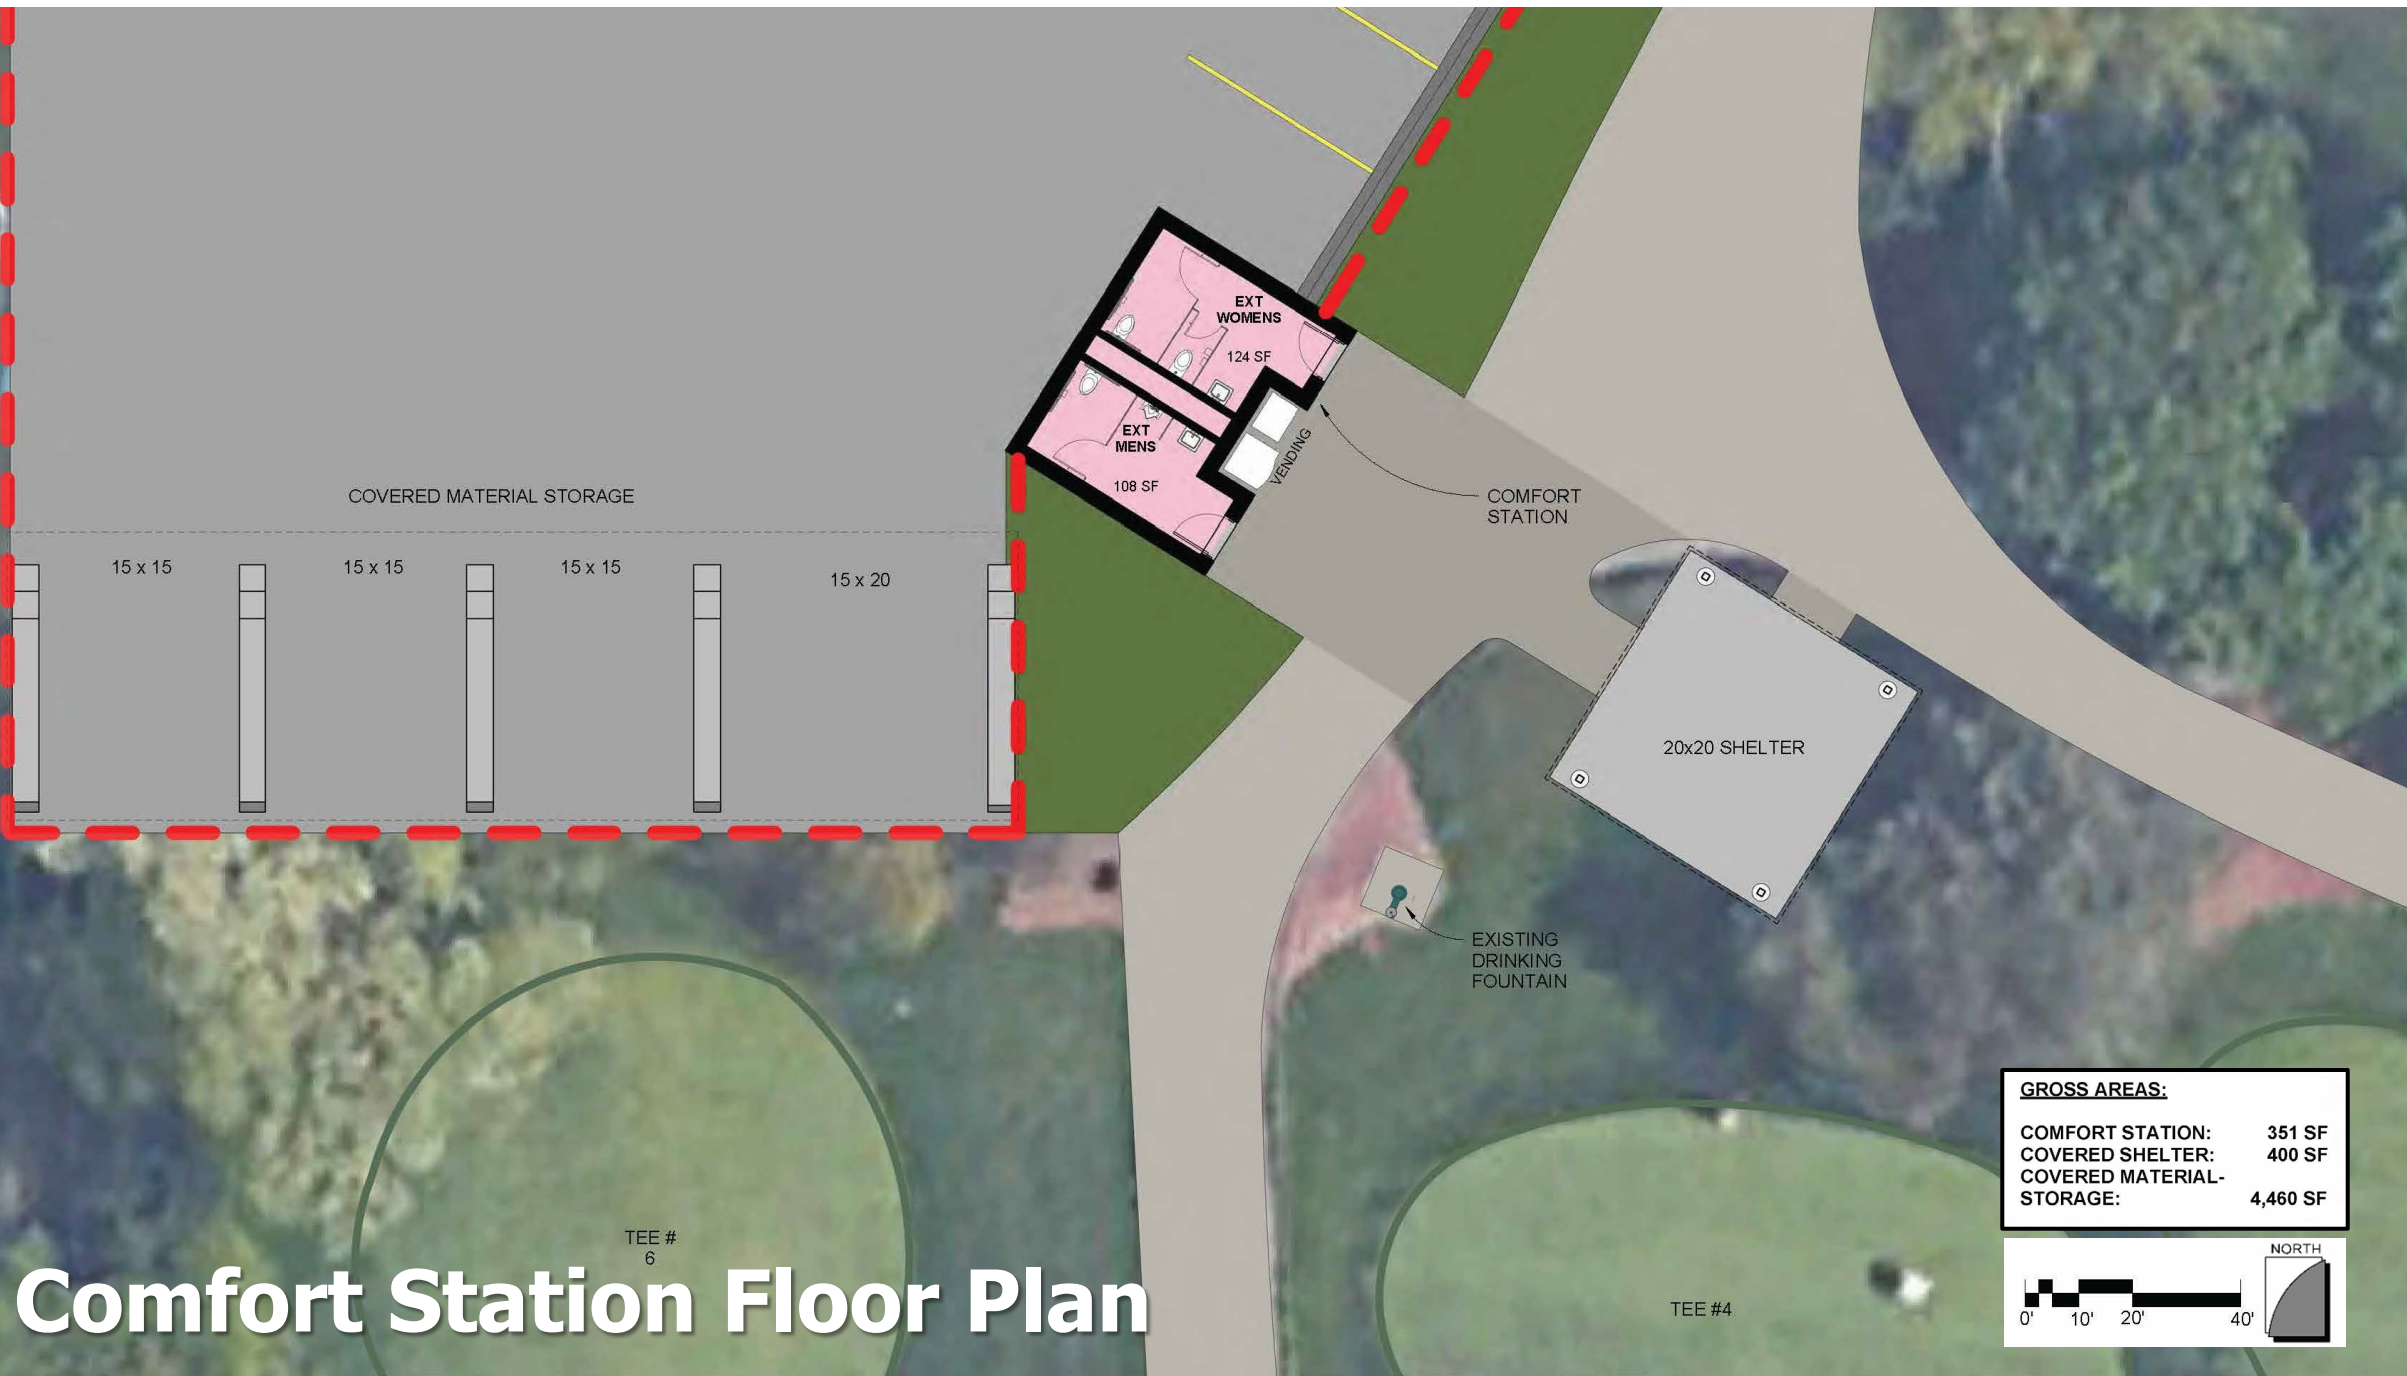 EXT
WOMENS
124 SF
EXT
MENS
108 SF
VENDING
COVERED MATERIAL STORAGE
15 x 15
15 x 15
15 x 15
15 x 20
COMFORT
STATION
20x20 SHELTER
EXISTING
DRINKING
FOUNTAIN
GROSS AREAS:
COMFORT STATION: 351 SF
COVERED SHELTER: 400 SF
COVERED MATERIAL-
STORAGE: 4,460 SF
NORTH
0' 10' 20' 40'
TEE #
6
TEE #4
Comfort Station Floor Plan